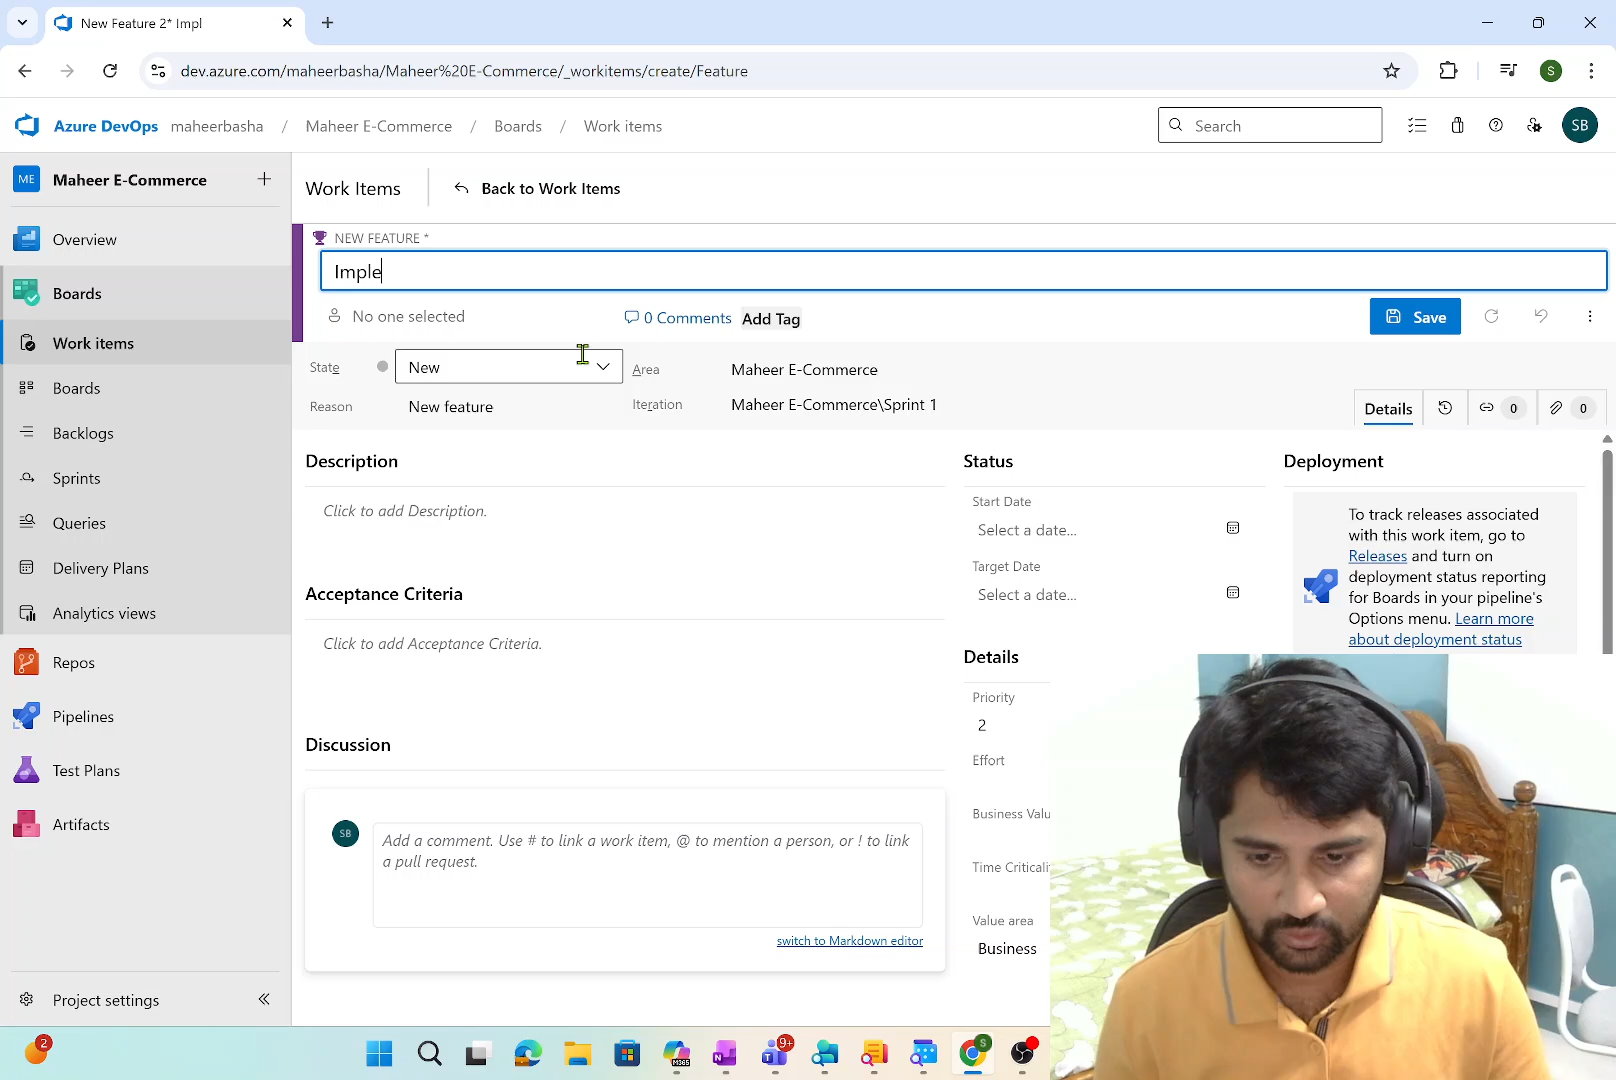 New Feature 2* Impl
dev.azure.com/maheerbasha/Maheer%20E-Commerce/_workitems/create/Feature
S
Azure DevOps maheerbasha / Maheer E-Commerce / Boards / Work items
Search
SB
ME Maheer E-Commerce
Work Items
Back to Work Items
Overview
Boards
Work items
Boards
Backlogs
Sprints
Queries
Delivery Plans
Analytics views
Repos
Pipelines
Test Plans
Artifacts
Project settings
NEW FEATURE *
Imple
No one selected
0 Comments
Add Tag
Save
State
New
Area
Maheer E-Commerce
Reason
New feature
Iteration
Maheer E-Commerce\Sprint 1
Details
0
0
Description
Click to add Description.
Acceptance Criteria
Click to add Acceptance Criteria.
Discussion
SB
Add a comment. Use # to link a work item, @ to mention a person, or ! to link
a pull request.
switch to Markdown editor
Status
Start Date
Select a date...
Target Date
Select a date...
Details
Priority
2
Effort
Business Valu
Time Criticali
Value area
Business
Deployment
To track releases associated
with this work item, go to
Releases and turn on
deployment status reporting
for Boards in your pipeline's
Options menu. Learn more
about deployment status
2
M365
9+
S